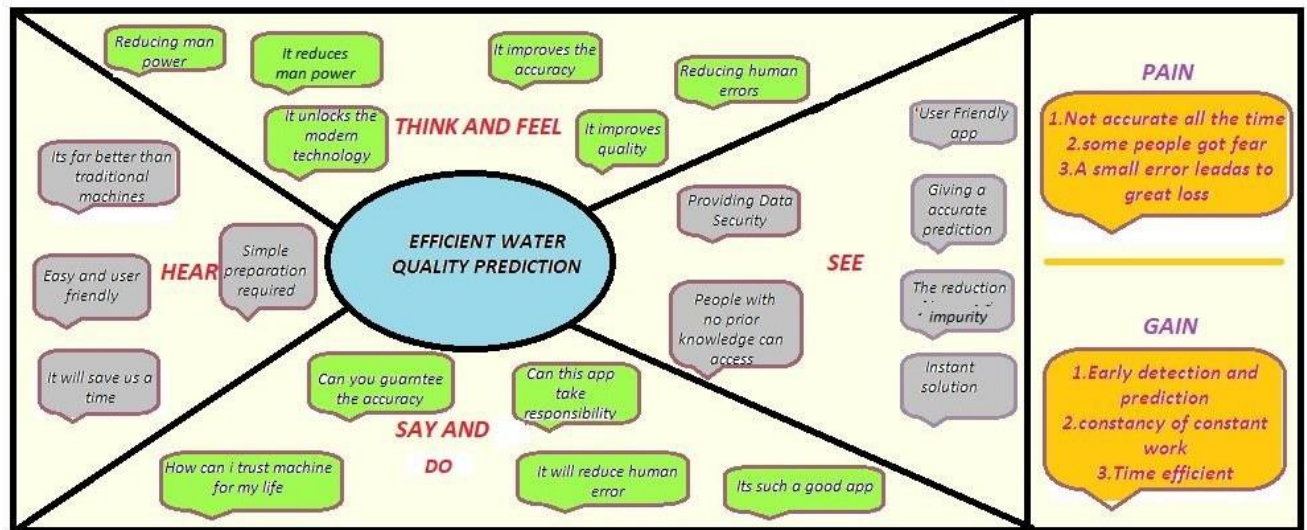 Reducing man
power
It reduces
man power
It improves the
accuracy
Reducing human
errors
It unlocks the
modern
technology
THINK AND FEEL
It improves
quality
Its far better than
traditional
machines
HEAR
Simple
preparation
required
Easy and user
friendly
It will save us a
time
EFFICIENT WATER
QUALITY PREDICTION
'User Friendly
app
Providing Data
Security
Giving a
accurate
prediction
SEE
People with
no prior
knowledge can
access
The reduction
impurity
Instant
solution
Can you guarntee
the accuracy
Can this app
take
responsibility
SAY AND
DO
How can i trust machine
for my life
It will reduce human
error
Its such a good app
PAIN
1.Not accurate all the time
2.some people got fear
3.A small error leadas to
great loss
GAIN
1.Early detection and
prediction
2.constancy of constant
work
3.Time efficient